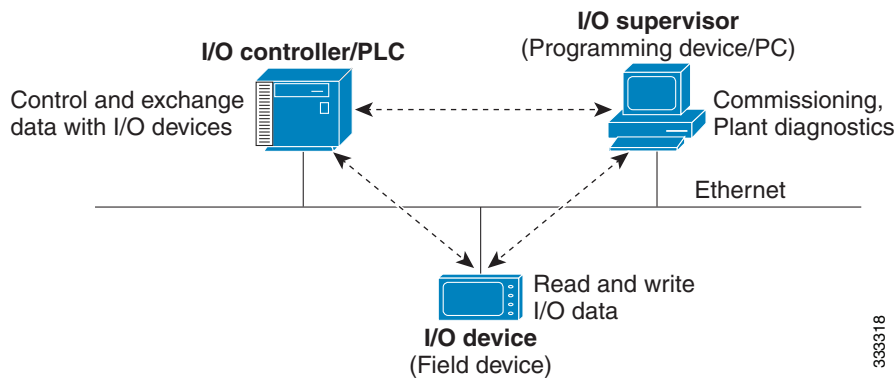 I/O supervisor
(Programming device/PC)
I/O controller/PLC
Control and exchange
data with I/O devices
Commissioning,
Plant diagnostics
Ethernet
Read and write
I/O data
I/O device
(Field device)
333318